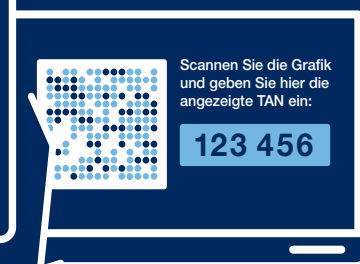 Scannen Sie die Grafik
und geben Sie hier die
angezeigte TAN ein:
123 456